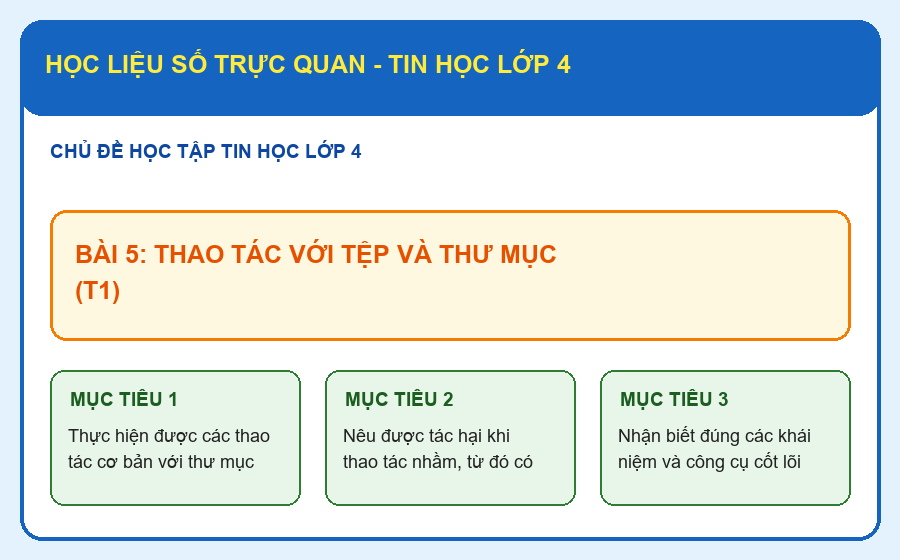 HỌC LIỆU SỐ TRỰC QUAN - TIN HỌC LỚP 4
CHỦ ĐỀ HỌC TẬP TIN HỌC LỚP 4
BÀI 5: THAO TÁC VỚI TỆP VÀ THƯ MỤC
(T1)
MỤC TIÊU 1
Thực hiện được các thao
tác cơ bản với thư mục
MỤC TIÊU 2
Nêu được tác hại khi
thao tác nhầm, từ đó có
MỤC TIÊU 3
Nhận biết đúng các khái
niệm và công cụ cốt lõi